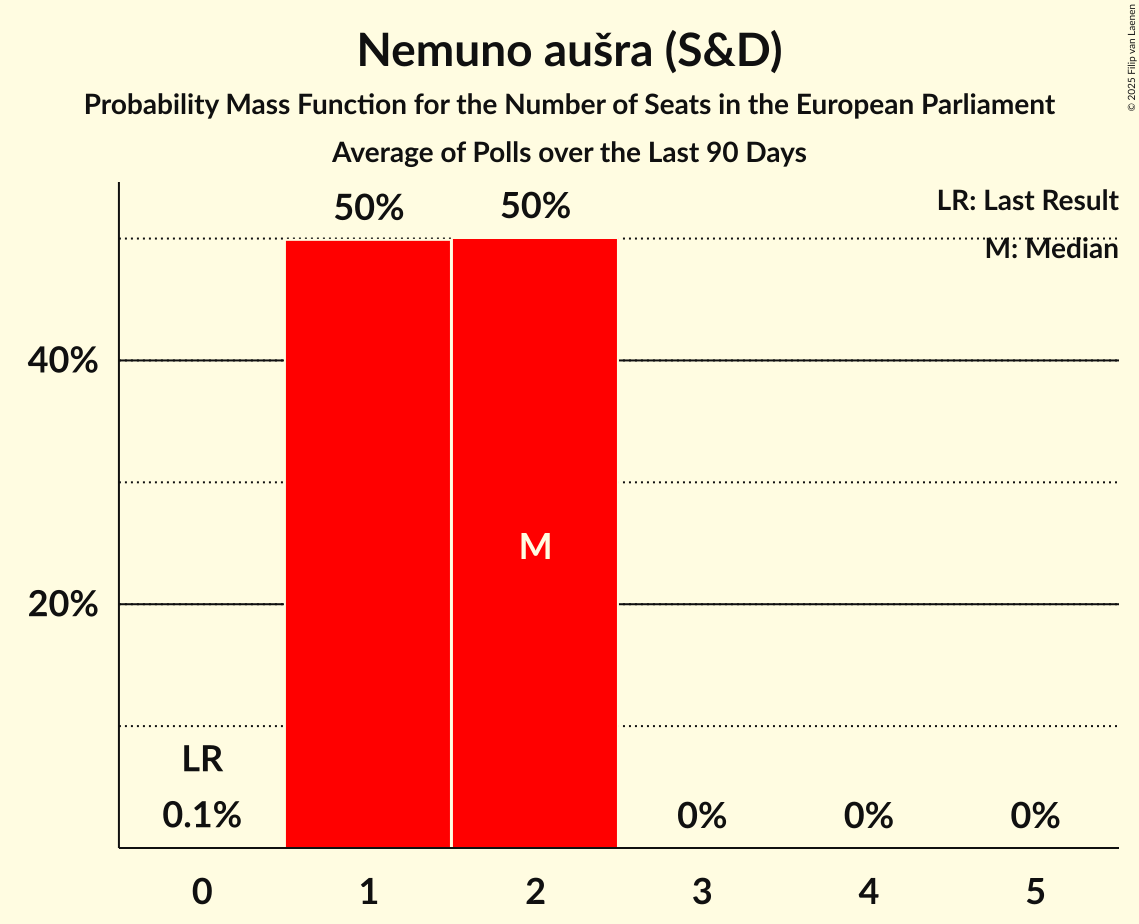 Nemuno aušra (S&D)
Probability Mass Function for the Number of Seats in the European Parliament
Average of Polls over the Last 90 Days
© 2025 Filip van Laenen
LR: Last Result
M: Median
50%
50%
40%
20%
M
LR
0.1%
0%
0%
0%
0
1
2
3
4
5